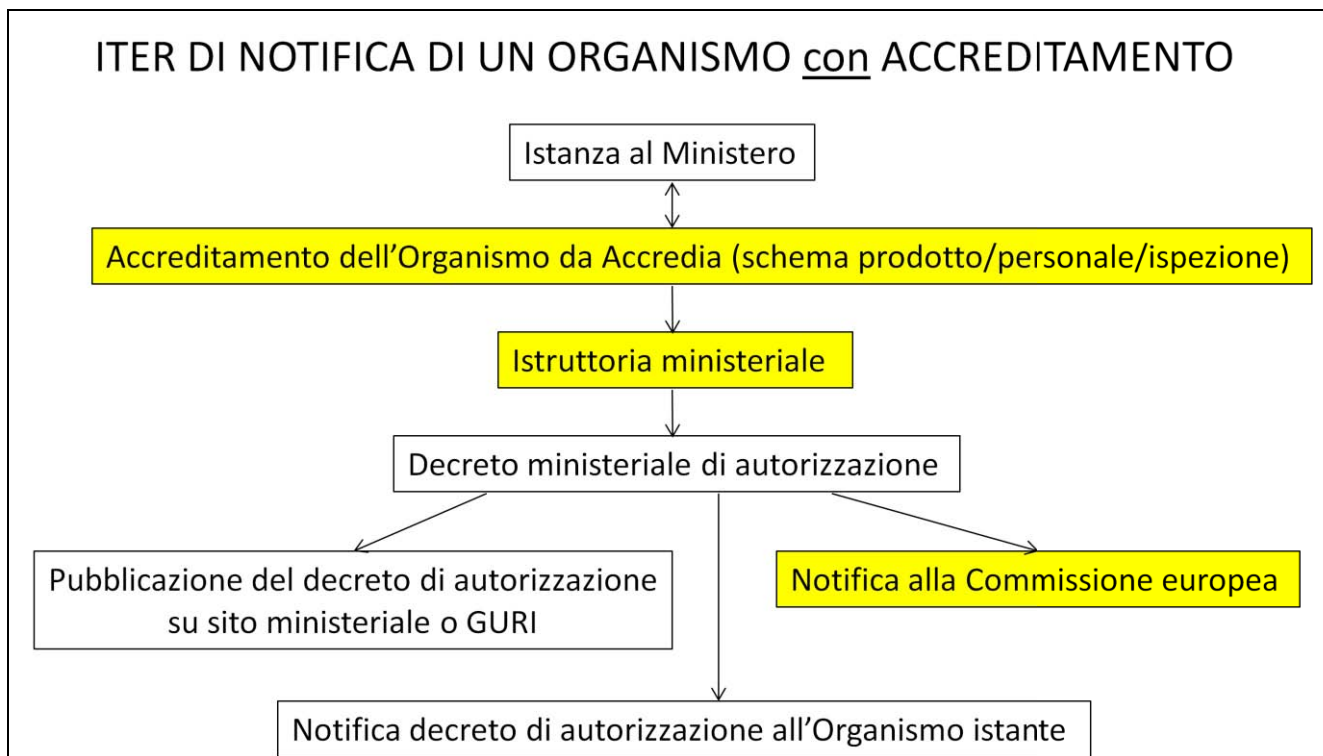 ITER DI NOTIFICA DI UN ORGANISMO con ACCREDITAMENTO
Istanza al Ministero
Accreditamento dell'Organismo da Accredia (schema prodotto/personale/ispezione)
Istruttoria ministeriale
Decreto ministeriale di autorizzazione
Pubblicazione del decreto di autorizzazione
su sito ministeriale o GURI
Notifica alla Commissione europea
Notifica decreto di autorizzazione all'Organismo istante